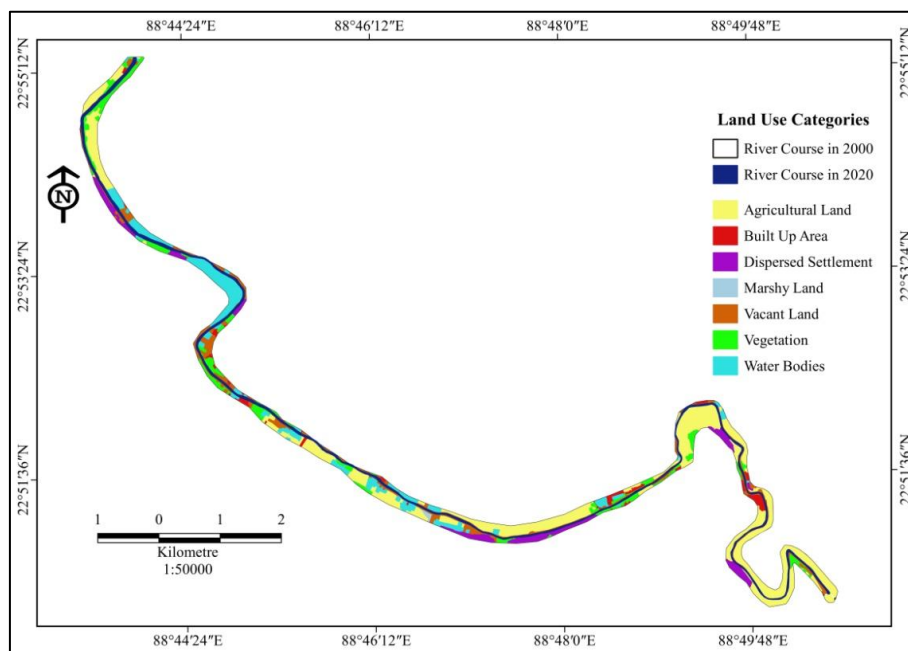 88°44'24"E 88°46'12"E 88°48'0"E 88°49'48"E
22°55'12"N 22°55'12"N
Land Use Categories
River Course in 2000
River Course in 2020
N
Agricultural Land
Built Up Area
Dispersed Settlement
22°53'24"N 22°53'24"N
Marshy Land
Vacant Land
Vegetation
Water Bodies
22°51'36"N 22°51'36"N
1 0 1 2
Kilometre
1:50000
88°44'24"E 88°46'12"E 88°48'0"E 88°49'48"E